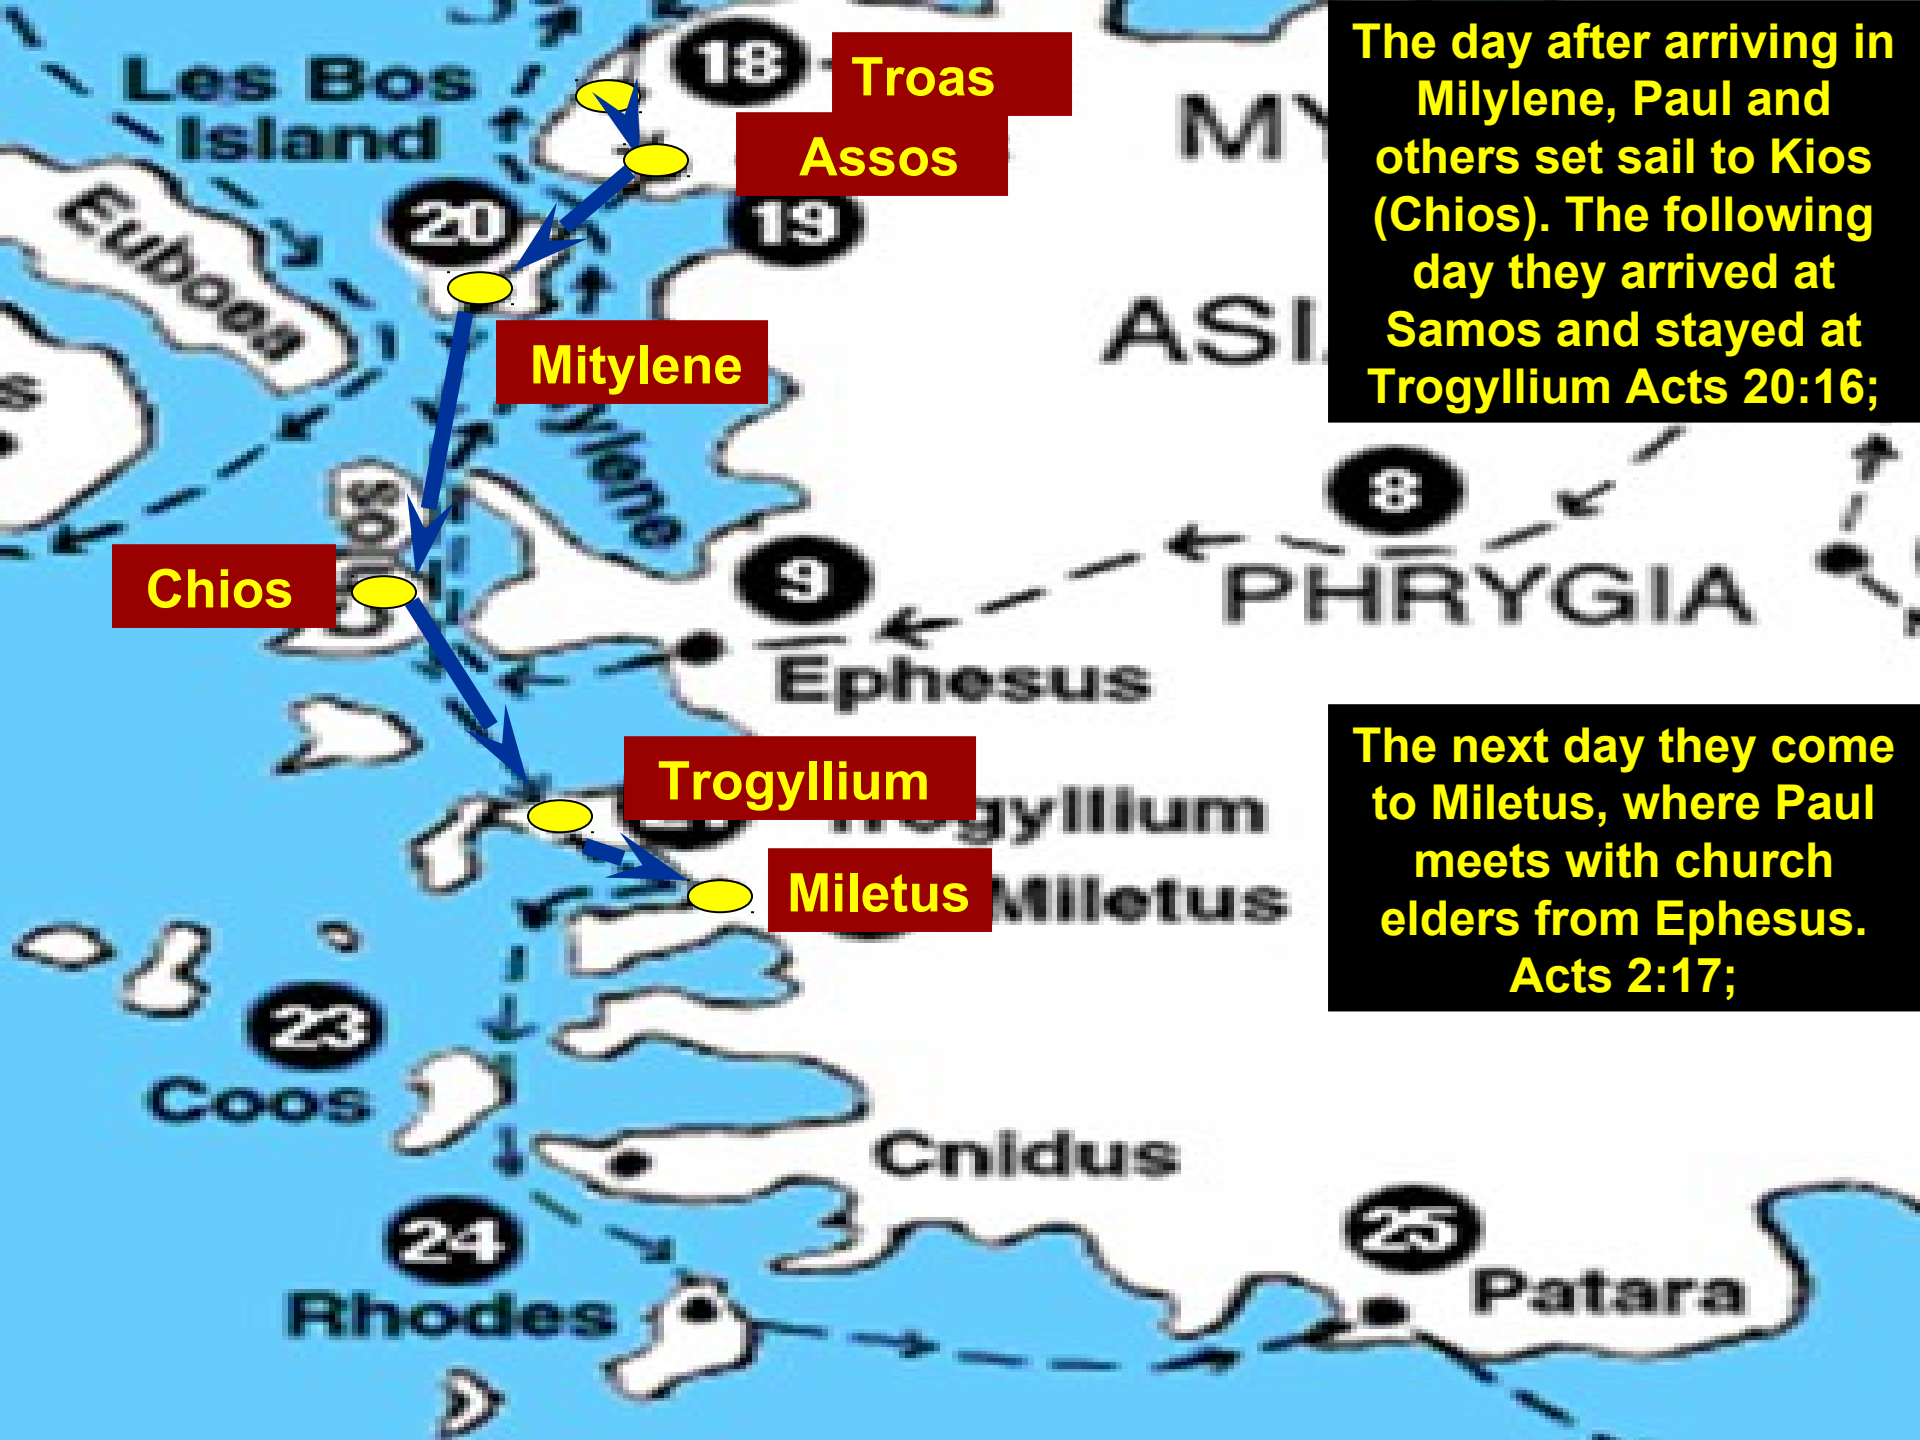 Les Bos
Island
18
Troas
Assos
19
20
Euboea
MY
ASI
Mitylene
ylene
Chios
9
8
PHRYGIA
Ephesus
Trogyllium
gyllium
Miletus
Miletus
23
Coos
Cnidus
24
Rhodes
25
Patara
The day after arriving in
Milylene, Paul and
others set sail to Kios
(Chios). The following
day they arrived at
Samos and stayed at
Trogyllium Acts 20:16;
The next day they come
to Miletus, where Paul
meets with church
elders from Ephesus.
Acts 2:17;